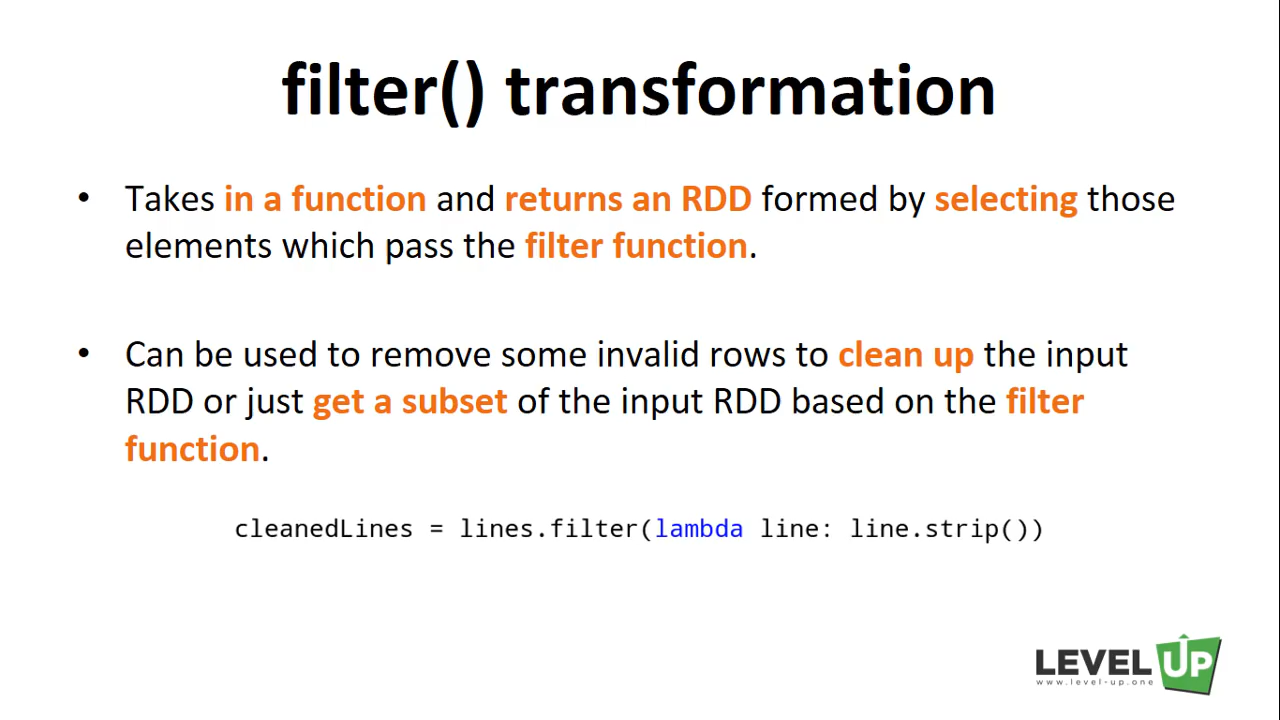 filter() transformation
• Takes in a function and returns an RDD formed by selecting those
elements which pass the filter function.
• Can be used to remove some invalid rows to clean up the input
RDD or just get a subset of the input RDD based on the filter
function.
cleanedLines = lines.filter(lambda line: line.strip())
LEVEL UP
www.level-up.one